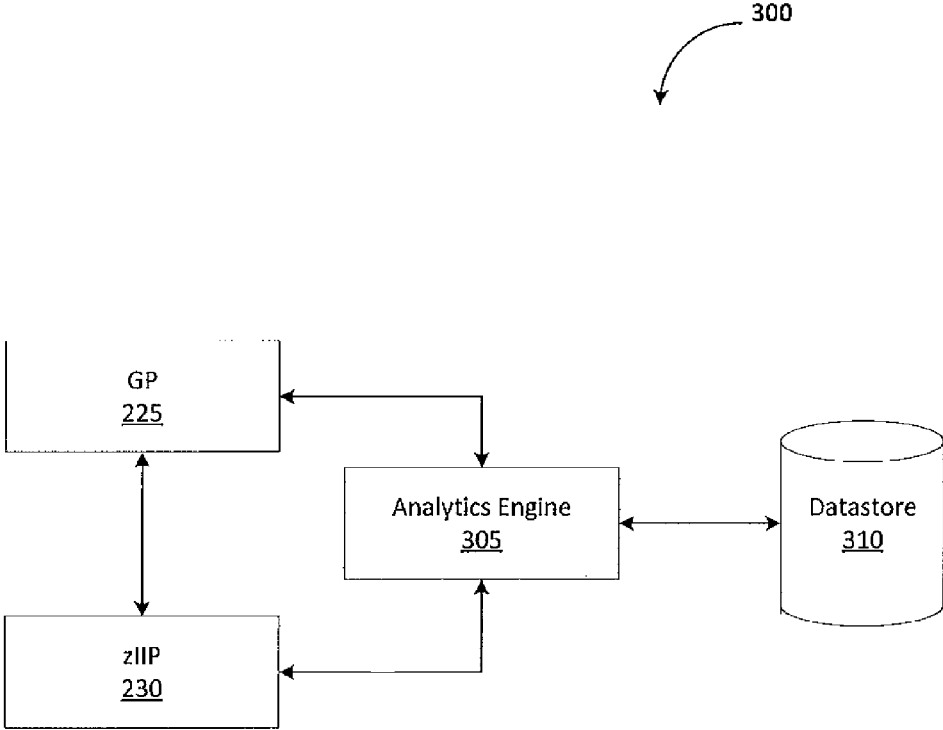 300
GP
225
Analytics Engine
305
Datastore
310
zIIP
230